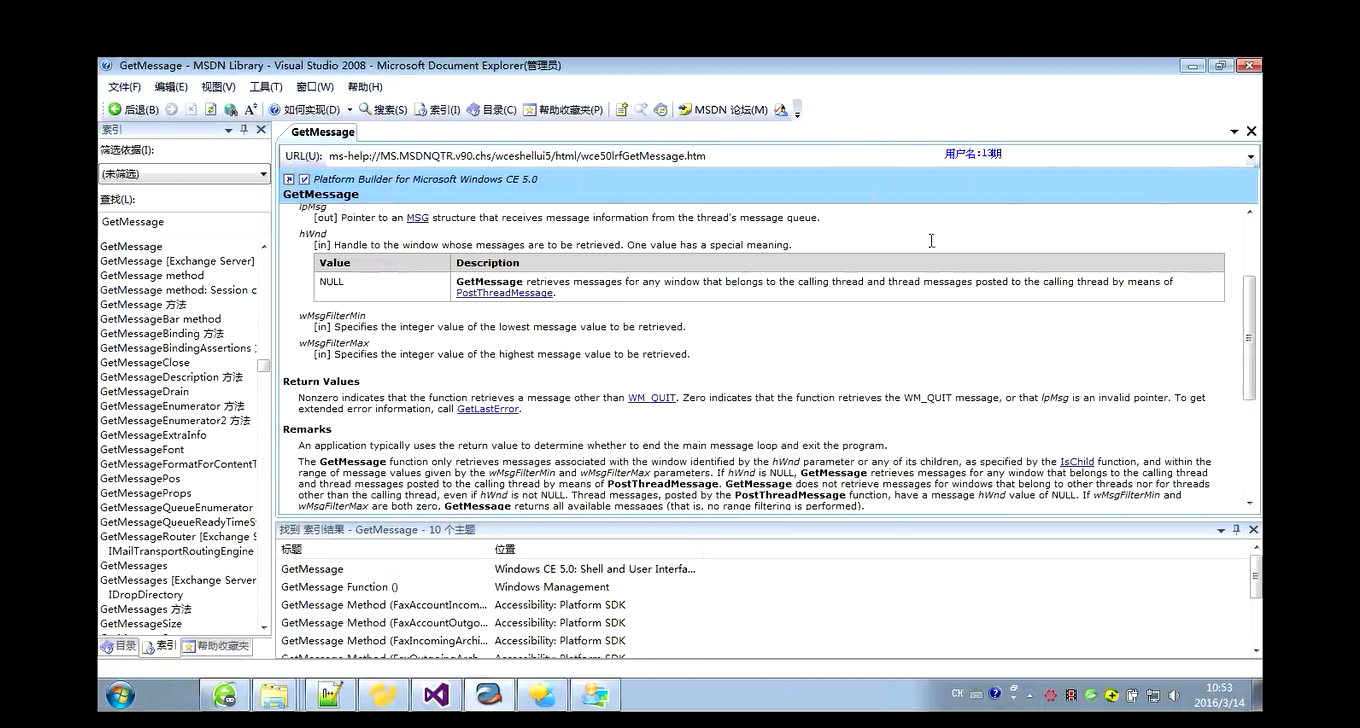 GetMessage - MSDN Library - Visual Studio 2008 - Microsoft Document Explorer(管理员)
文件(F) 编辑(E) 视图(V) 工具(T) 窗口(W) 帮助(H)
后退(B) 如何实现(D) 搜索(S) 索引(I) 目录(C) 帮助收藏夹(P) MSDN 论坛(M)
索引
筛选依据(I):
(未筛选)
查找(L):
GetMessage
GetMessage
GetMessage [Exchange Server]
GetMessage method
GetMessage method: Session c
GetMessage 方法
GetMessageBar method
GetMessageBinding 方法
GetMessageBindingAssertions
GetMessageClose
GetMessageDescription 方法
GetMessageDrain
GetMessageEnumerator 方法
GetMessageEnumerator2 方法
GetMessageExtraInfo
GetMessageFont
GetMessageFormatForContentT
GetMessagePos
GetMessageProps
GetMessageQueueEnumerator
GetMessageQueueReadyTimeS
GetMessageRouter [Exchange S
IMailTransportRoutingEngine
GetMessages
GetMessages [Exchange Server
IDropDirectory
GetMessages 方法
GetMessageSize
目录 索引 帮助收藏夹
GetMessage
URL(U): ms-help://MS.MSDNQTR.v90.chs/wceshellui5/html/wce50lrfGetMessage.htm
用户名:13期
Platform Builder for Microsoft Windows CE 5.0
GetMessage
lpMsg
[out] Pointer to an MSG structure that receives message information from the thread's message queue.
hWnd
[in] Handle to the window whose messages are to be retrieved. One value has a special meaning.
Value Description
NULL GetMessage retrieves messages for any window that belongs to the calling thread and thread messages posted to the calling thread by means of
PostThreadMessage.
wMsgFilterMin
[in] Specifies the integer value of the lowest message value to be retrieved.
wMsgFilterMax
[in] Specifies the integer value of the highest message value to be retrieved.
Return Values
Nonzero indicates that the function retrieves a message other than WM_QUIT. Zero indicates that the function retrieves the WM_QUIT message, or that lpMsg is an invalid pointer. To get
extended error information, call GetLastError.
Remarks
An application typically uses the return value to determine whether to end the main message loop and exit the program.
The GetMessage function only retrieves messages associated with the window identified by the hWnd parameter or any of its children, as specified by the IsChild function, and within the
range of message values given by the wMsgFilterMin and wMsgFilterMax parameters. If hWnd is NULL, GetMessage retrieves messages for any window that belongs to the calling thread
and thread messages posted to the calling thread by means of PostThreadMessage. GetMessage does not retrieve messages for windows that belong to other threads nor for threads
other than the calling thread, even if hWnd is not NULL. Thread messages, posted by the PostThreadMessage function, have a message hWnd value of NULL. If wMsgFilterMin and
wMsgFilterMax are both zero, GetMessage returns all available messages (that is, no range filtering is performed).
找到 索引结果 - GetMessage - 10 个主题
标题 位置
GetMessage Windows CE 5.0: Shell and User Interfa...
GetMessage Function () Windows Management
GetMessage Method (FaxAccountIncom... Accessibility: Platform SDK
GetMessage Method (FaxAccountOutgo... Accessibility: Platform SDK
GetMessage Method (FaxIncomingArchi... Accessibility: Platform SDK
GetMessage Method (FaxOutgoingArch... Accessibility: Platform SDK
CH
10:53
2016/3/14